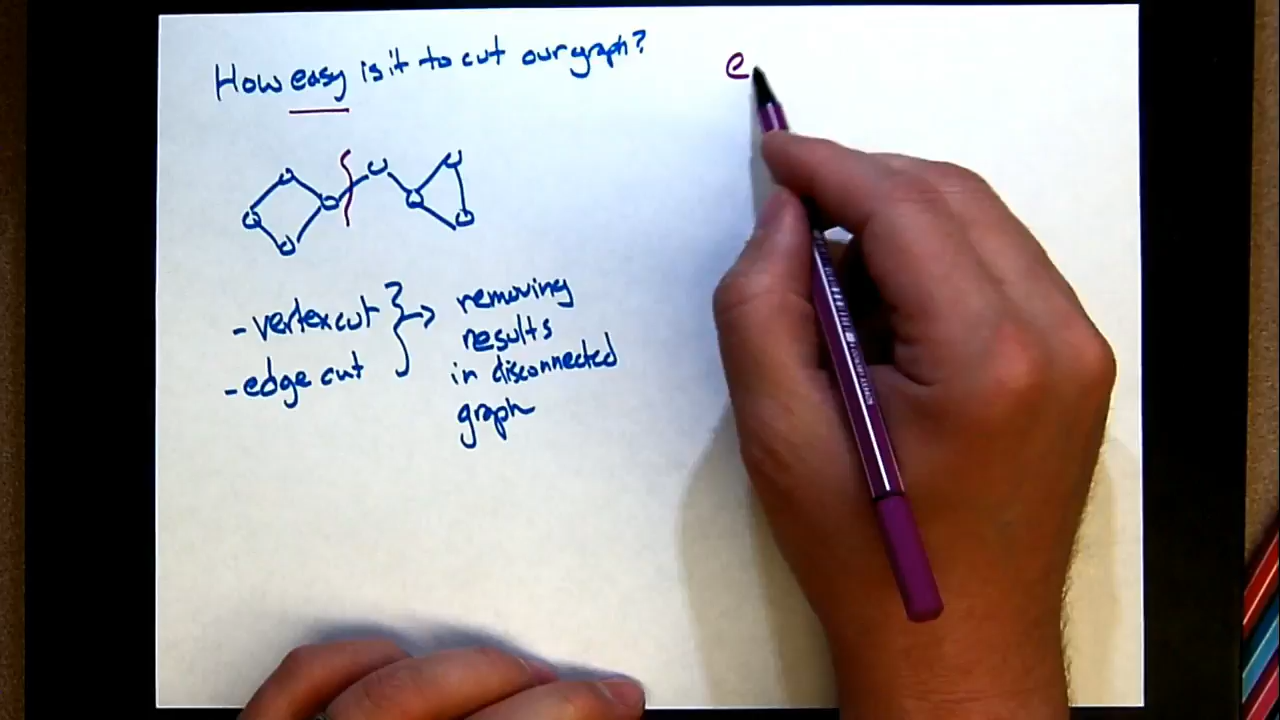 How easy is it to cut our graph?
e
-vertex cut } → removing
results
-edge cut
in disconnected
graph